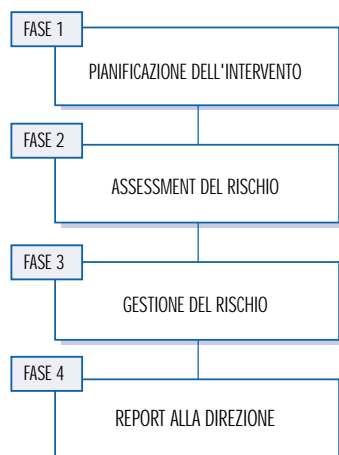 FASE 1
PIANIFICAZIONE DELL'INTERVENTO
FASE 2
ASSESSMENT DEL RISCHIO
FASE 3
GESTIONE DEL RISCHIO
FASE 4
REPORT ALLA DIREZIONE